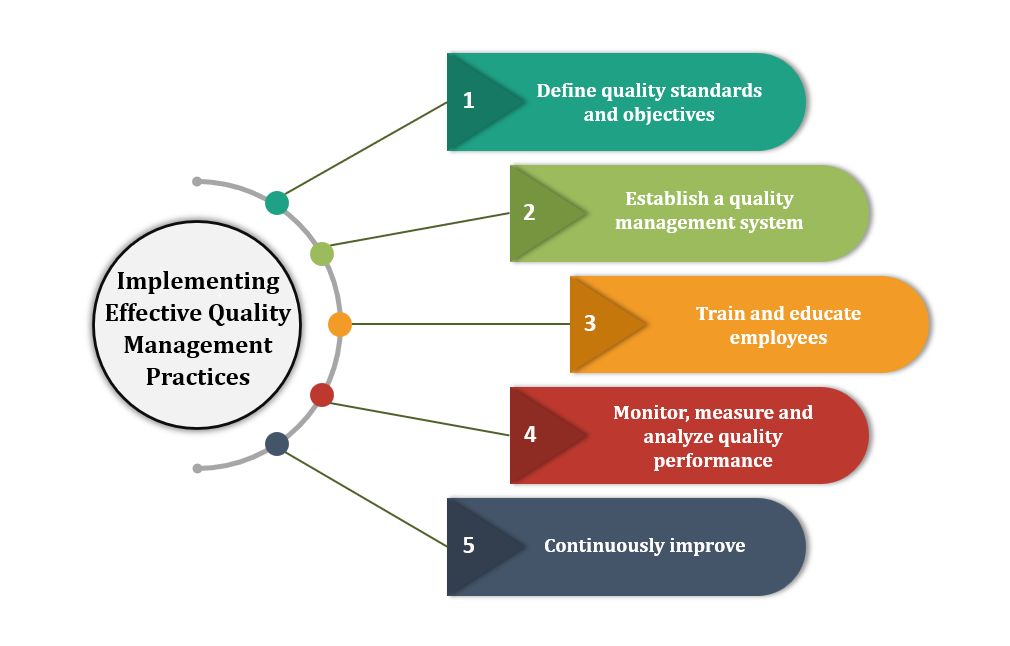 Implementing
Effective Quality
Management
Practices
1
Define quality standards
and objectives
2
Establish a quality
management system
3
Train and educate
employees
4
Monitor, measure and
analyze quality
performance
5
Continuously improve